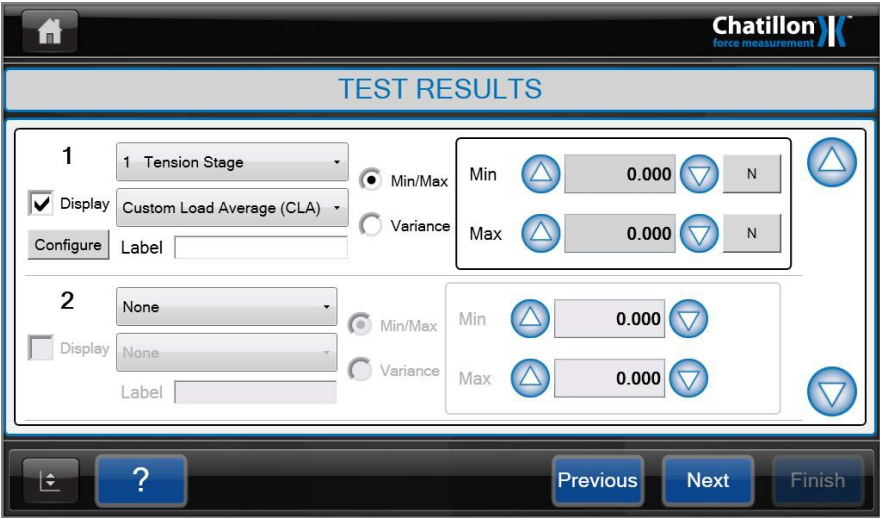 Chatillon
force measurement
TEST RESULTS
1
1 Tension Stage
Display
Custom Load Average (CLA)
Configure
Label
Min/Max
Variance
Min
0.000
N
Max
0.000
N
2
None
Display
None
Label
Min/Max
Variance
Min
0.000
Max
0.000
?
Previous
Next
Finish